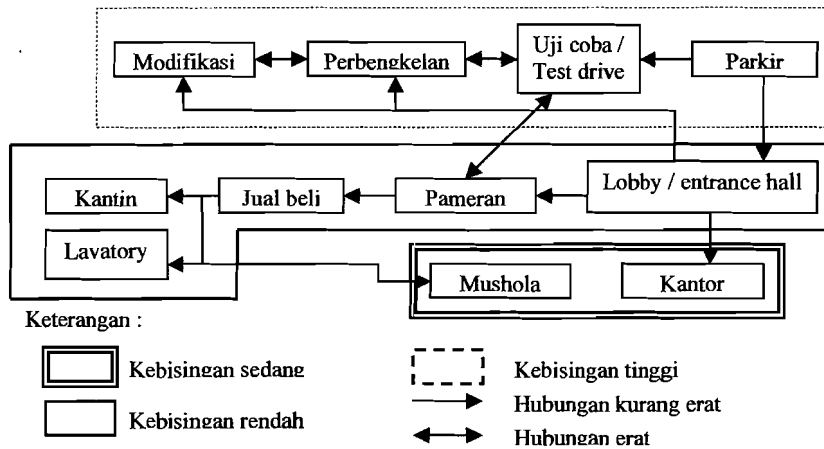 Modifikasi
Perbengkelan
Uji coba /
Test drive
Parkir
Kantin
Jual beli
Pameran
Lobby / entrance hall
Lavatory
Mushola
Kantor
Keterangan :
Kebisingan sedang
Kebisingan rendah
Kebisingan tinggi
Hubungan kurang erat
Hubungan erat